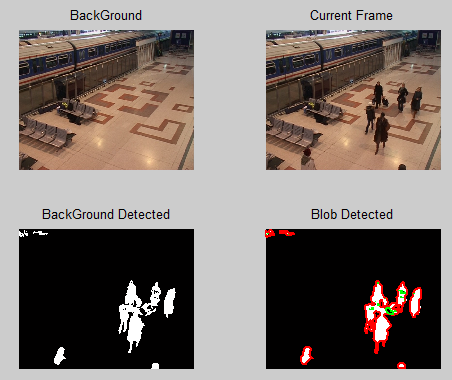 BackGround
Current Frame
BackGround Detected
Blob Detected